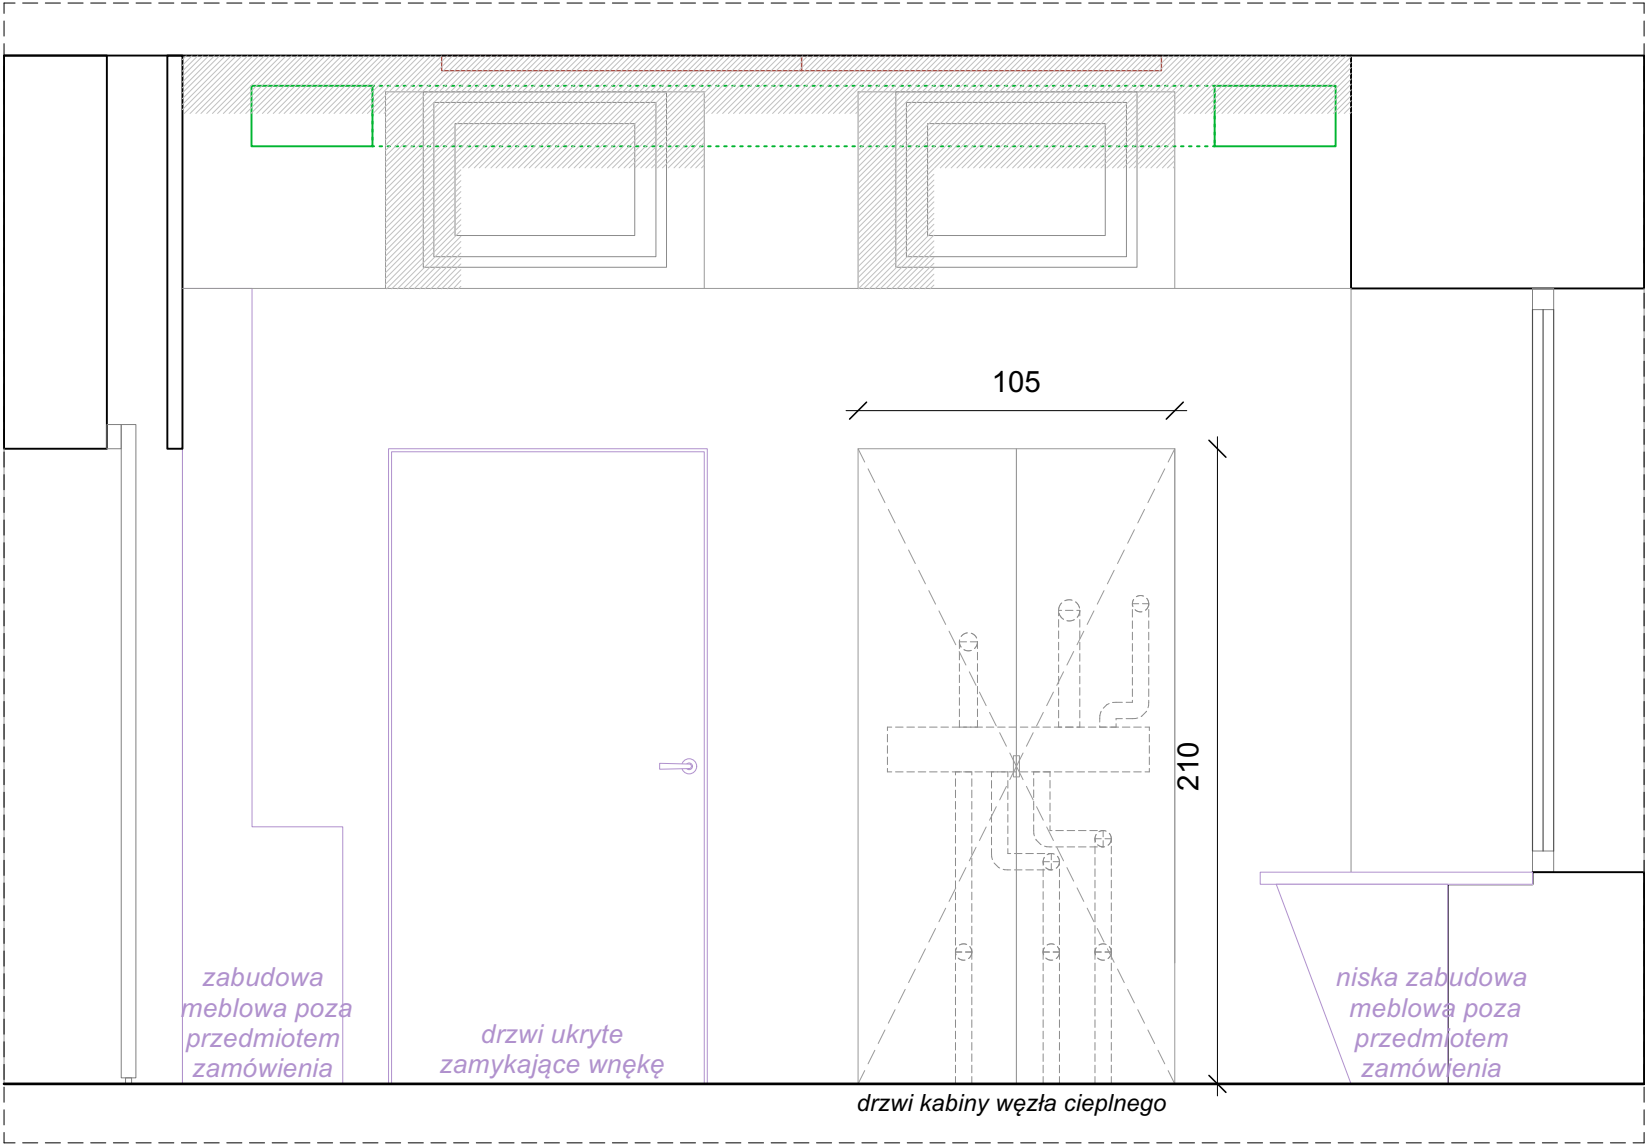 105
210
zabudowa
meblowa poza
przedmiotem
zamówienia
drzwi ukryte
zamykające wnękę
niska zabudowa
meblowa poza
przedmiotem
zamówienia
drzwi kabiny węzła cieplnego